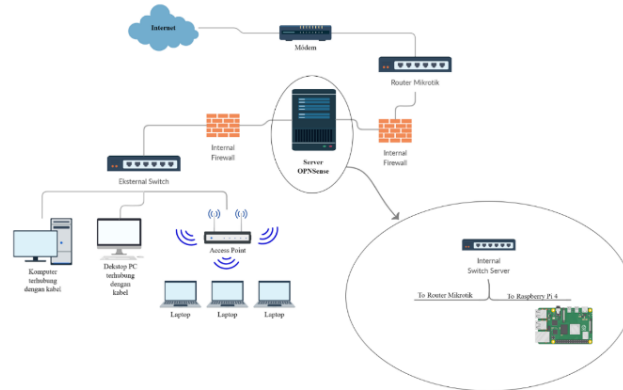 Internet
Modem
Router Mikrotik
Internal
Firewall
Server
OPNSense
Internal
Firewall
Eksternal Switch
Access Point
Komputer
terhubung
dengan kabel
Dekstop PC
terhubung
dengan
kabel
Laptop
Laptop
Laptop
Internal
Switch Server
To Router Mikrotik
To Raspberry Pi 4